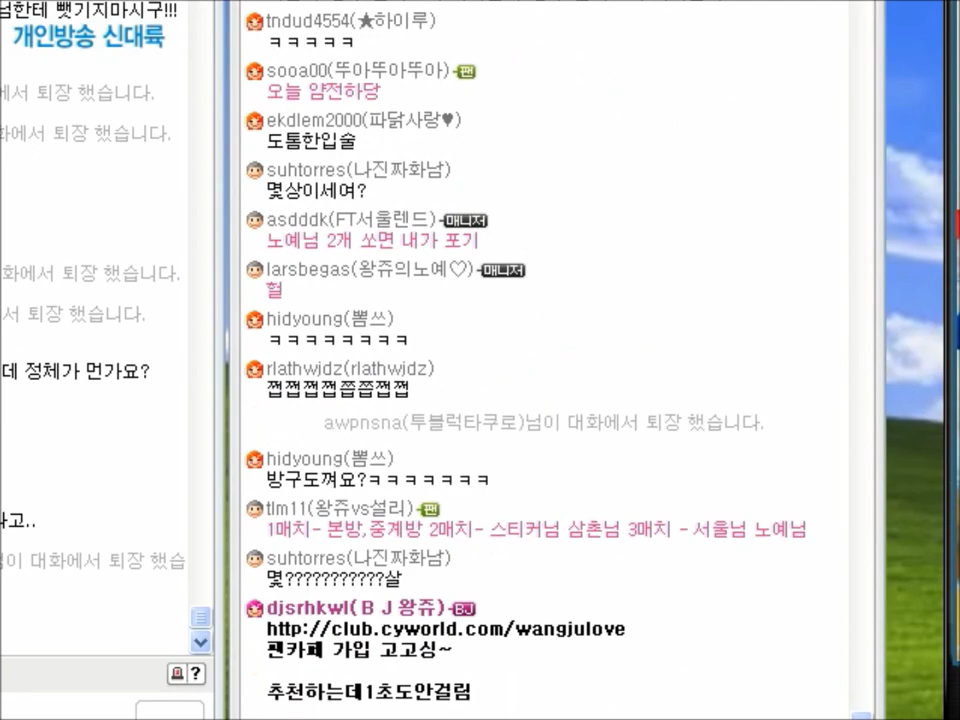 넘한테 뺏기지마시구!!!
개인방송 신대륙
에서 퇴장 했습니다.
화에서 퇴장 했습니다.
화에서 퇴장 했습니다.
서 퇴장 했습니다.
데 정체가 먼가요?
이 대화에서 퇴장 했습
tndud4554(★하이루)
ㅋㅋㅋㅋㅋ
sooa00(뚜아뚜아뚜아)-팬
오늘 얌전하당
ekdlem2000(파닭사랑♥)
도톰한입술
suhtorres(나진짜화남)
몇상이세여?
asdddk(FT서울렌드)-매니저
노예님 2개 쏘면 내가 포기
larsbegas(왕쥬의노예♡)-매니저
헐
hidyoung(뽐쓰)
ㅋㅋㅋㅋㅋㅋㅋㅋ
rlathwjdz(rlathwjdz)
쩝쩝쩝쩝쯥쯥쩝쩝
awpnsna(투블럭타쿠로)님이 대화에서 퇴장 했습니다.
hidyoung(뽐쓰)
방구도껴요?ㅋㅋㅋㅋㅋㅋㅋ
tlm11(왕쥬vs설리)-팬
1매치- 본방,중계방 2매치- 스티커님 삼촌님 3매치 - 서울님 노예님
suhtorres(나진짜화남)
몇???????????살
djsrhkwl(BJ왕쥬)-BJ
http://club.cyworld.com/wangjulove
팬카페 가입 고고싱~
추천하는데1초도안걸림